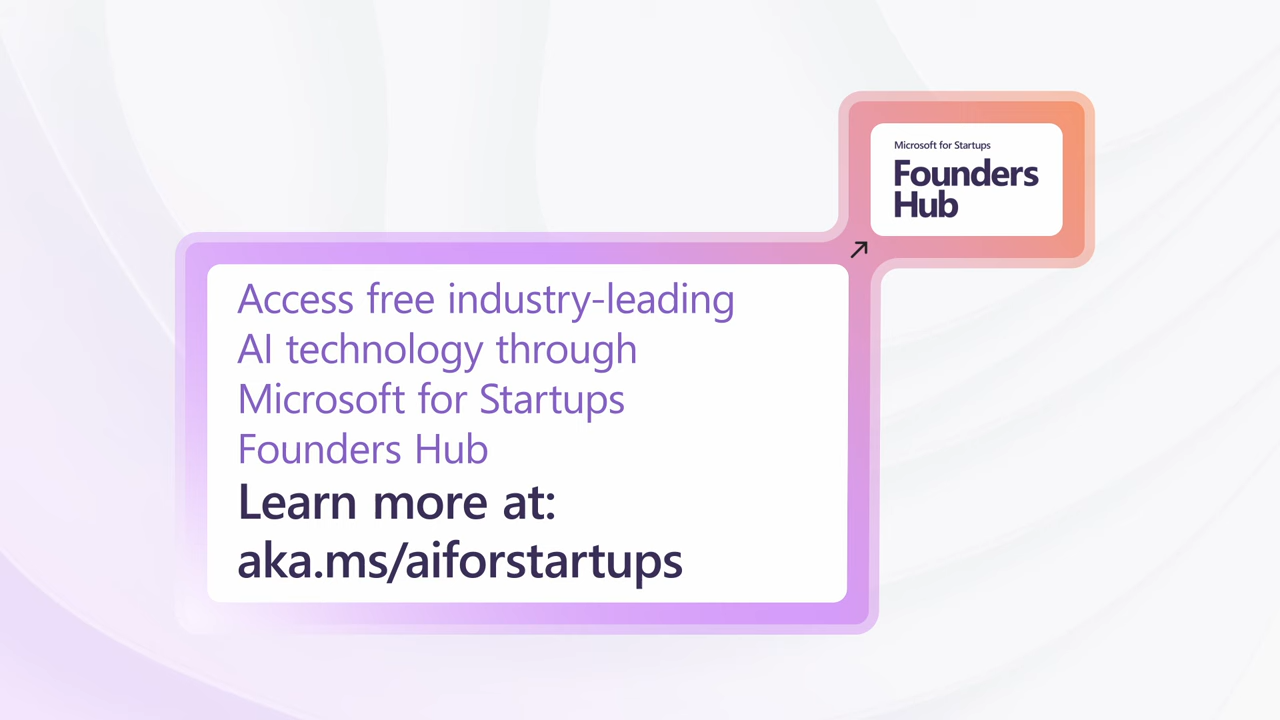 Microsoft for Startups
Founders
Hub
Access free industry-leading
AI technology through
Microsoft for Startups
Founders Hub
Learn more at:
aka.ms/aiforstartups